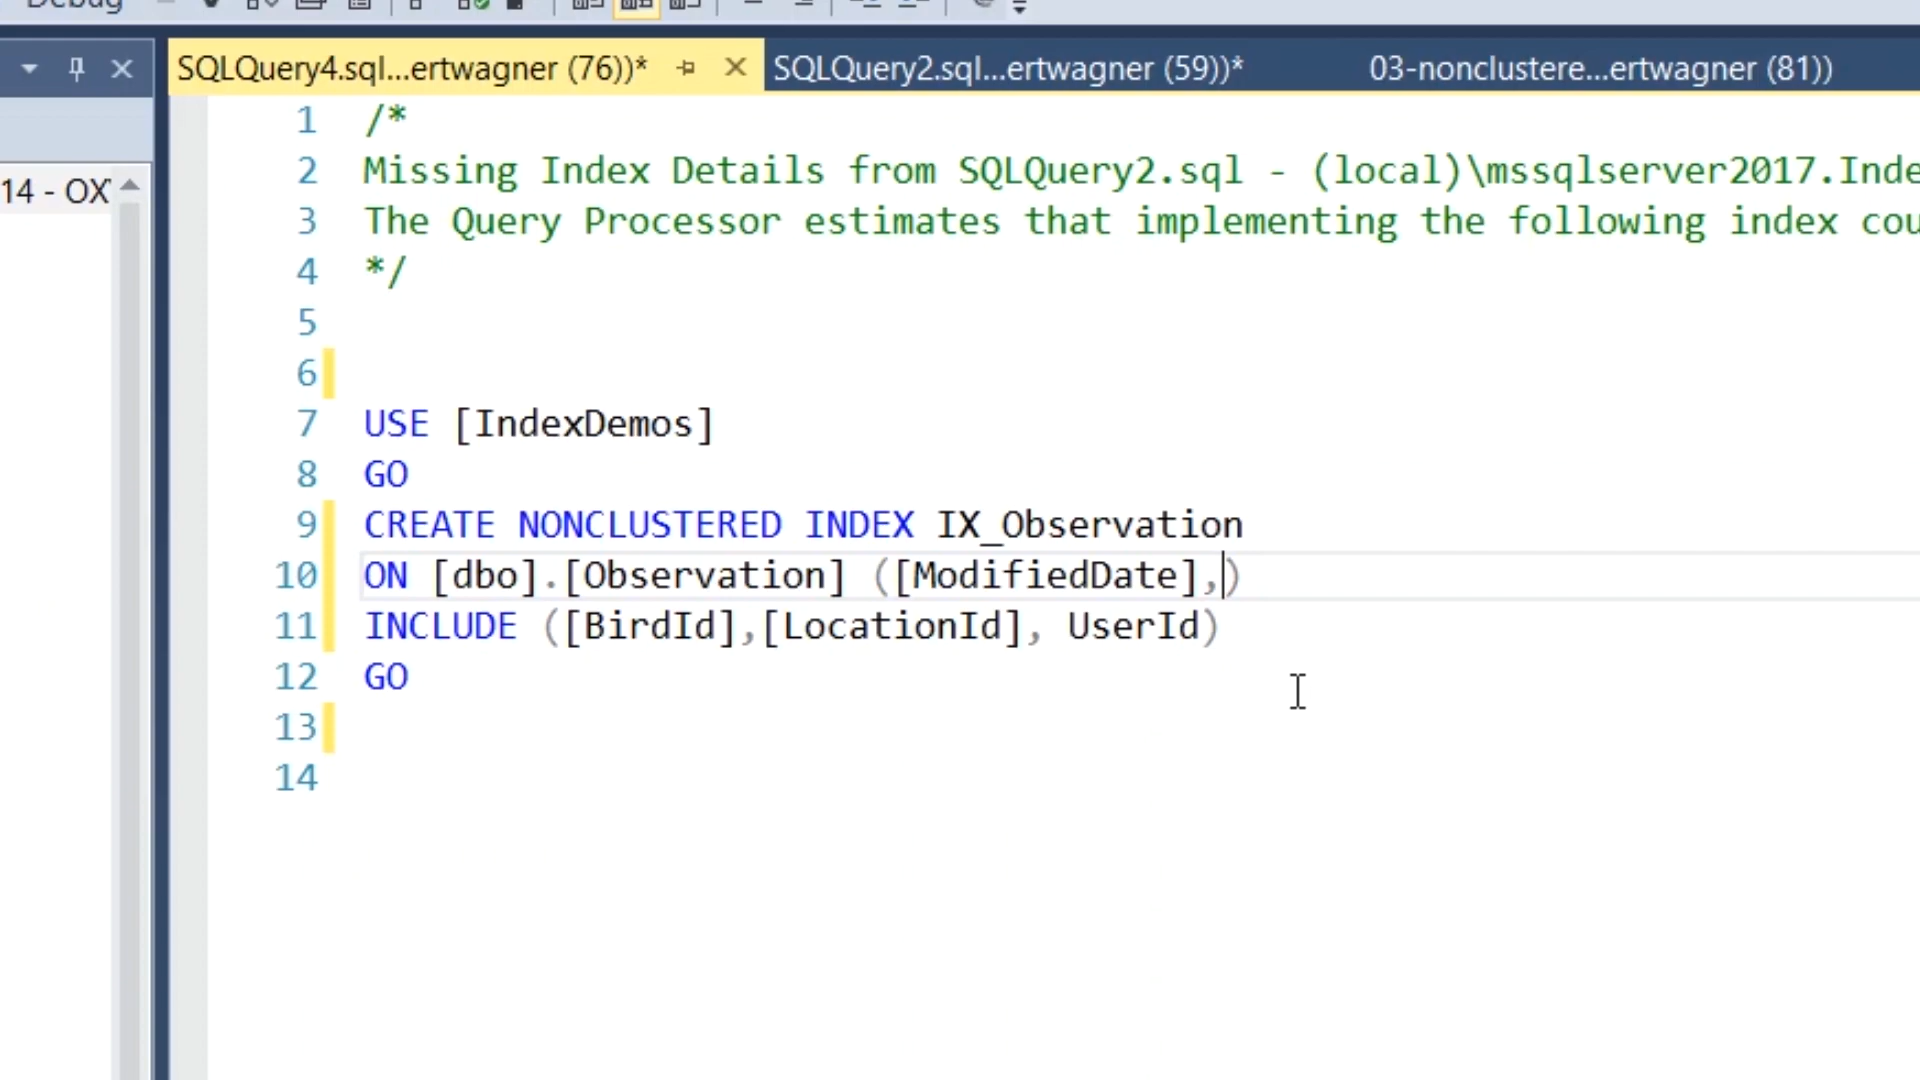 SQLQuery4.sql...ertwagner (76))* SQLQuery2.sql...ertwagner (59))* 03-nonclustere...ertwagner (81))
14 - OX
1 /*
2 Missing Index Details from SQLQuery2.sql - (local)\mssqlserver2017.Inde
3 The Query Processor estimates that implementing the following index cou
4 */
5
6
7 USE [IndexDemos]
8 GO
9 CREATE NONCLUSTERED INDEX IX_Observation
10 ON [dbo].[Observation] ([ModifiedDate],)
11 INCLUDE ([BirdId],[LocationId], UserId)
12 GO
13
14